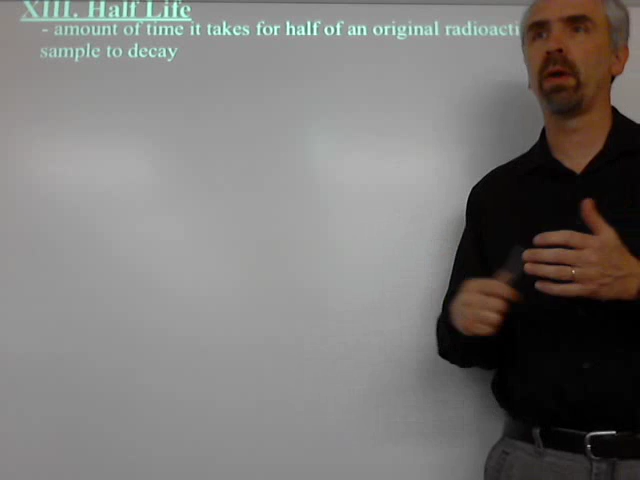 XIII. Half Life
- amount of time it takes for half of an original radioacti
sample to decay